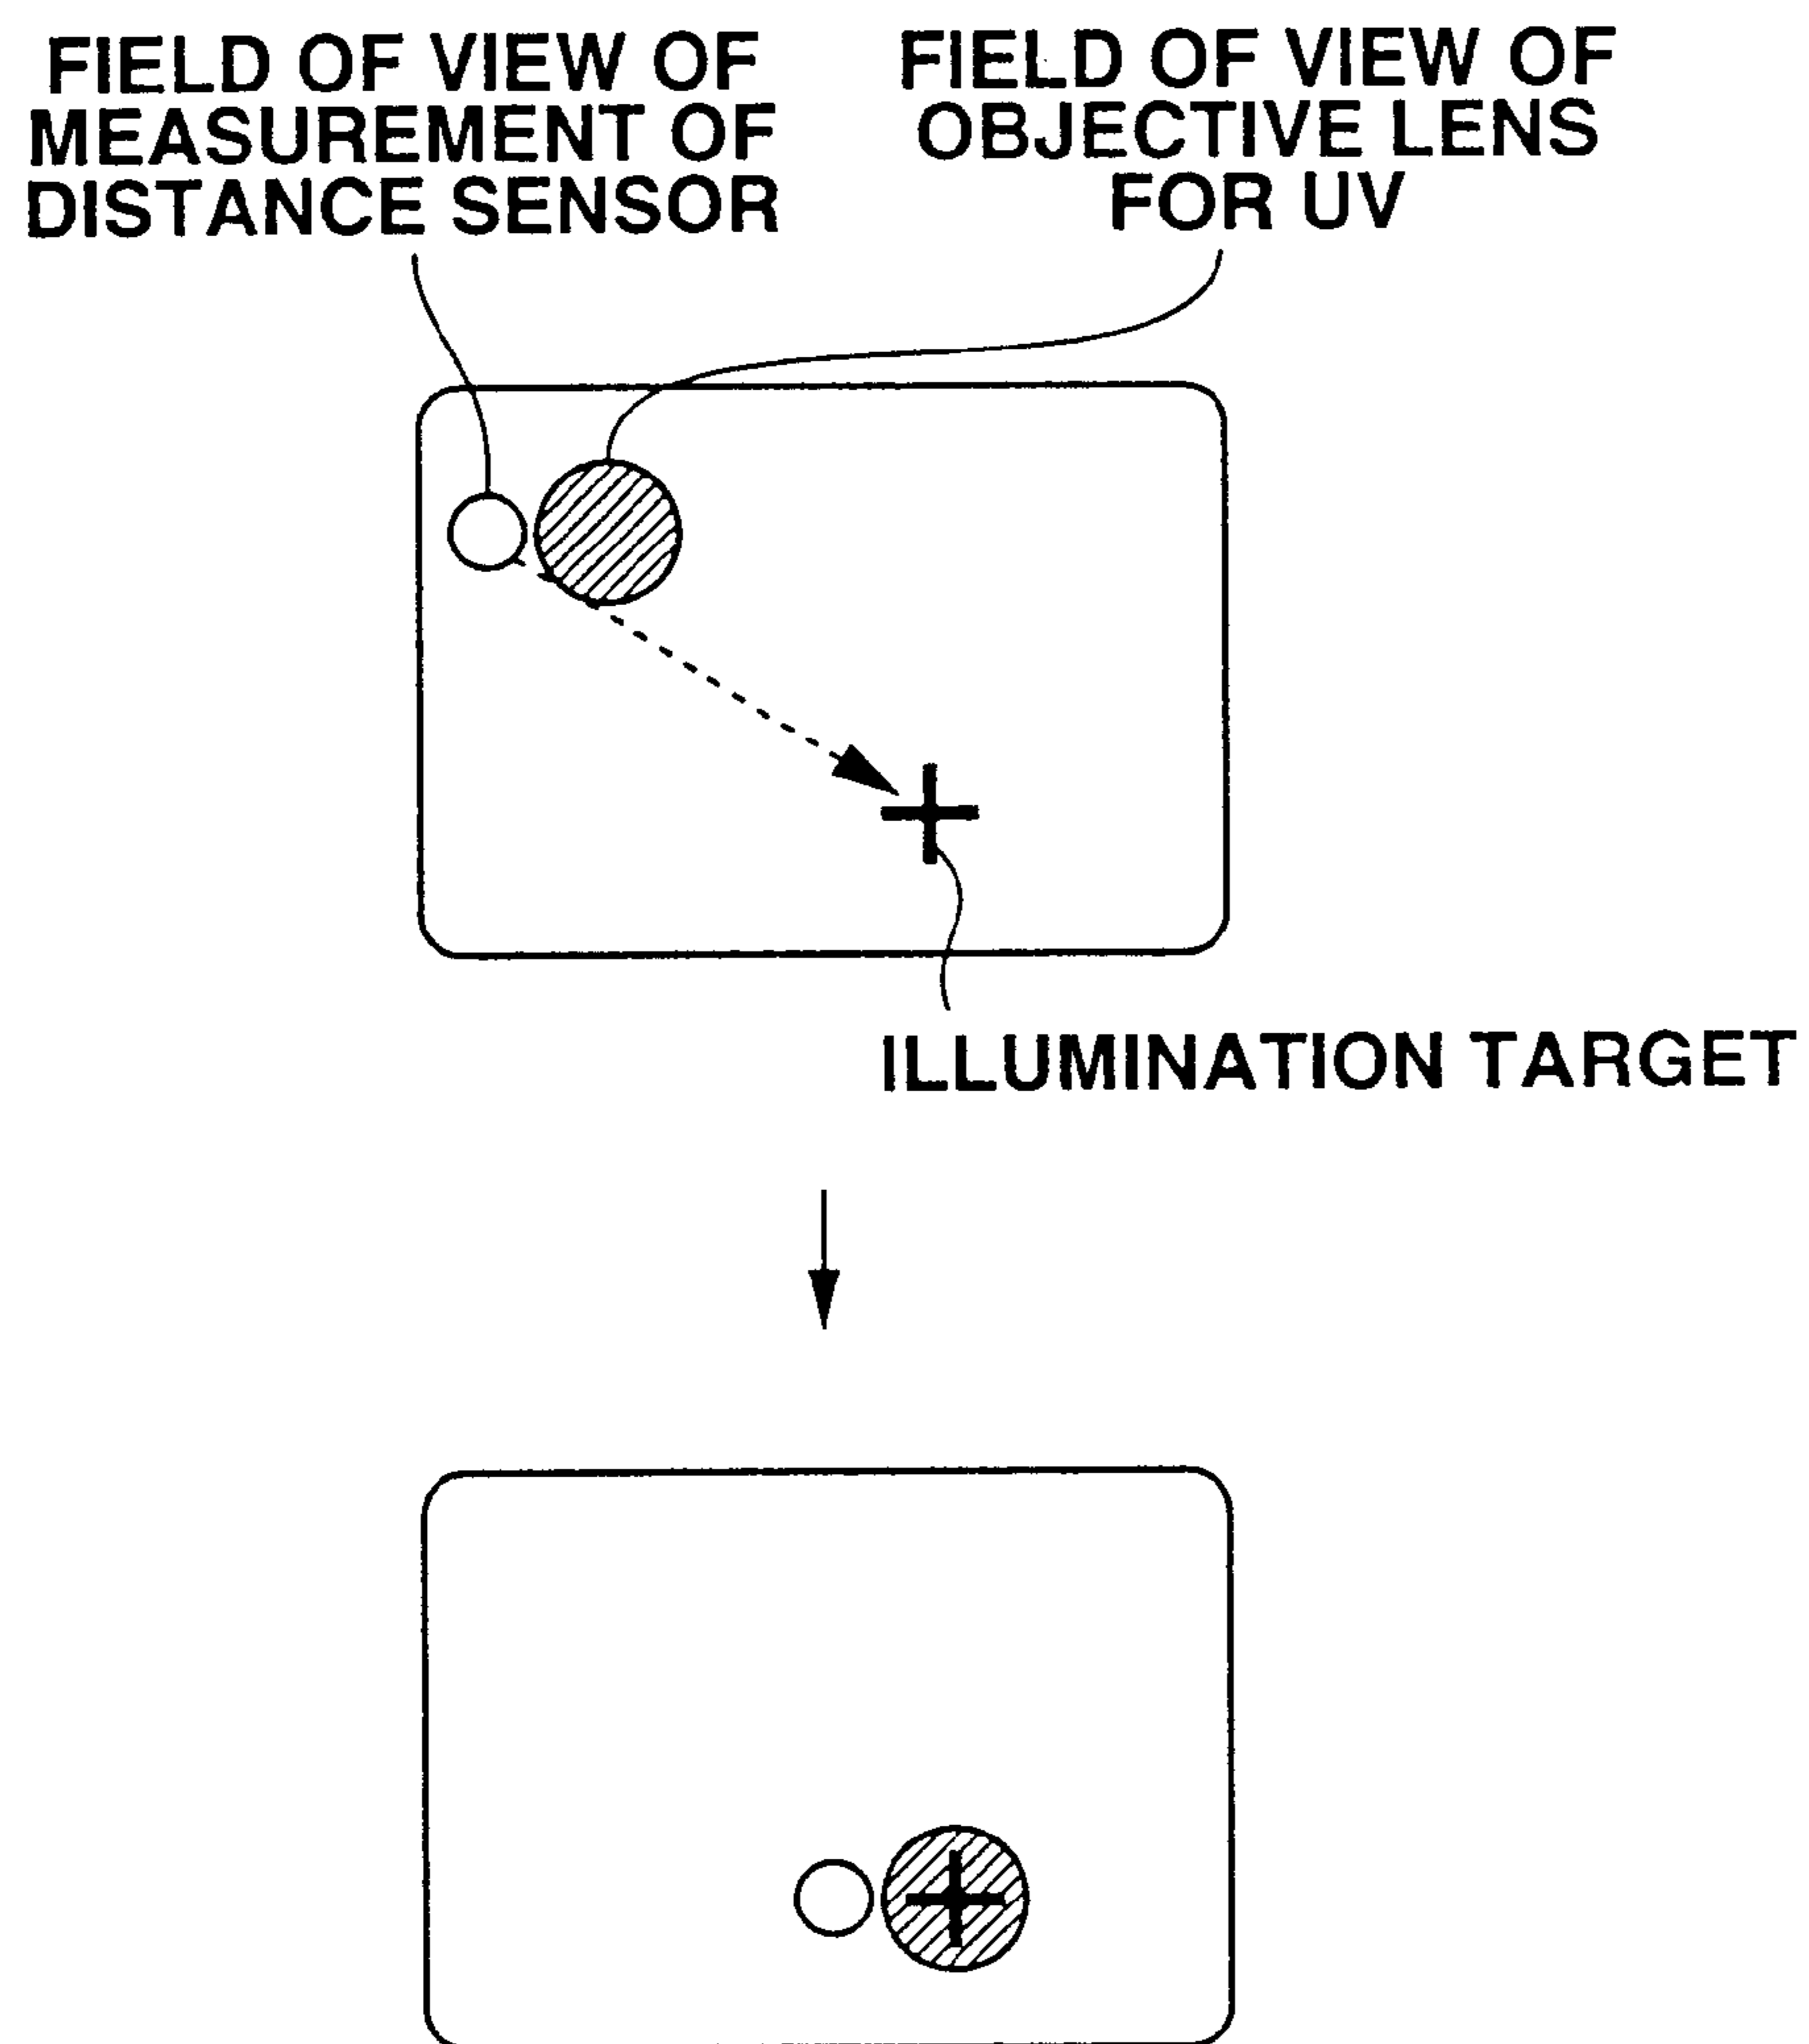 FIELD OF VIEW OF
MEASUREMENT OF
DISTANCE SENSOR
FIELD OF VIEW OF
OBJECTIVE LENS
FOR UV
ILLUMINATION TARGET